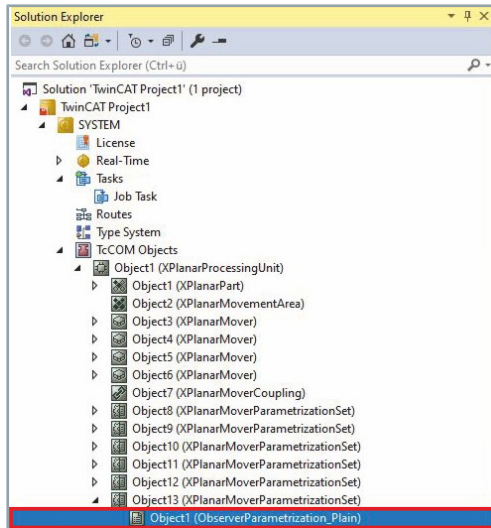 Solution Explorer
Search Solution Explorer (Ctrl+ü)
Solution 'TwinCAT Project1' (1 project)
TwinCAT Project1
SYSTEM
License
Real-Time
Tasks
Job Task
Routes
Type System
TcCOM Objects
Object1 (XPlanarProcessingUnit)
Object1 (XPlanarPart)
Object2 (XPlanarMovementArea)
Object3 (XPlanarMover)
Object4 (XPlanarMover)
Object5 (XPlanarMover)
Object6 (XPlanarMover)
Object7 (XPlanarMoverCoupling)
Object8 (XPlanarMoverParametrizationSet)
Object9 (XPlanarMoverParametrizationSet)
Object10 (XPlanarMoverParametrizationSet)
Object11 (XPlanarMoverParametrizationSet)
Object12 (XPlanarMoverParametrizationSet)
Object13 (XPlanarMoverParametrizationSet)
Object1 (ObserverParametrization_Plain)